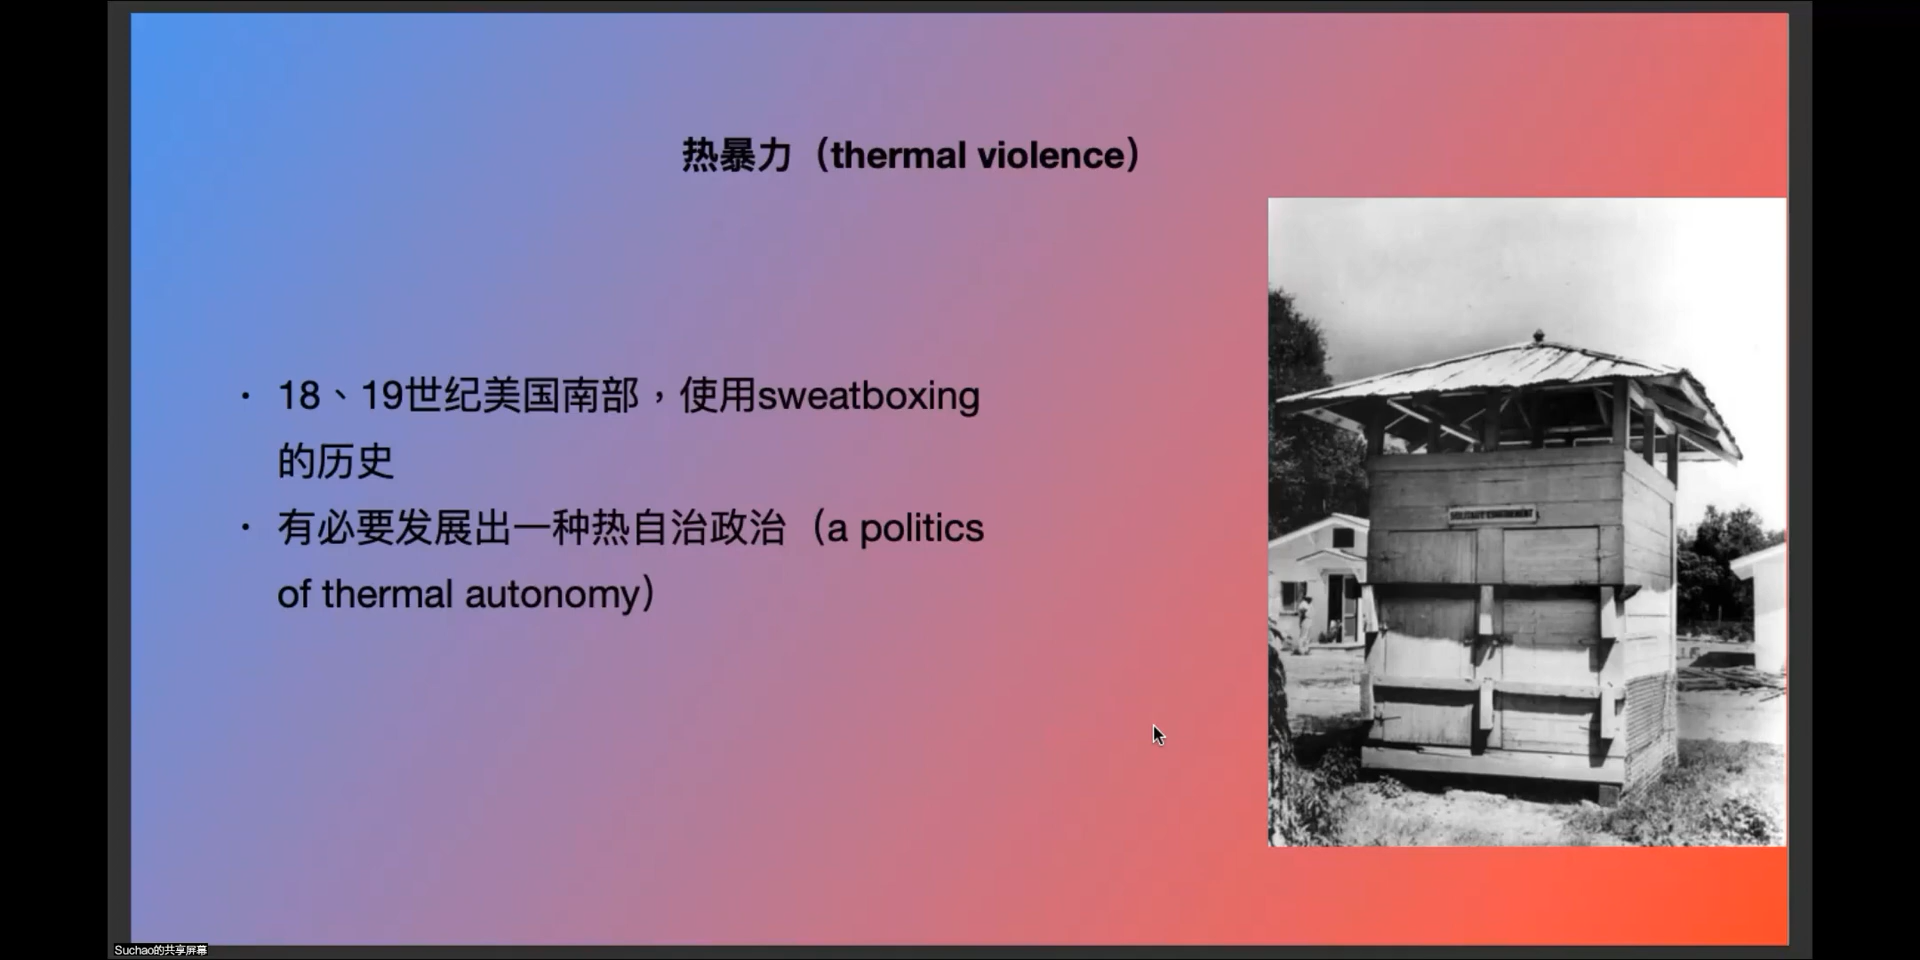 热暴力（thermal violence）
· 18、19世纪美国南部，使用sweatboxing
的历史
· 有必要发展出一种热自治政治（a politics
of thermal autonomy）
SOLITARY CONFINEMENT
Suchao的共享屏幕